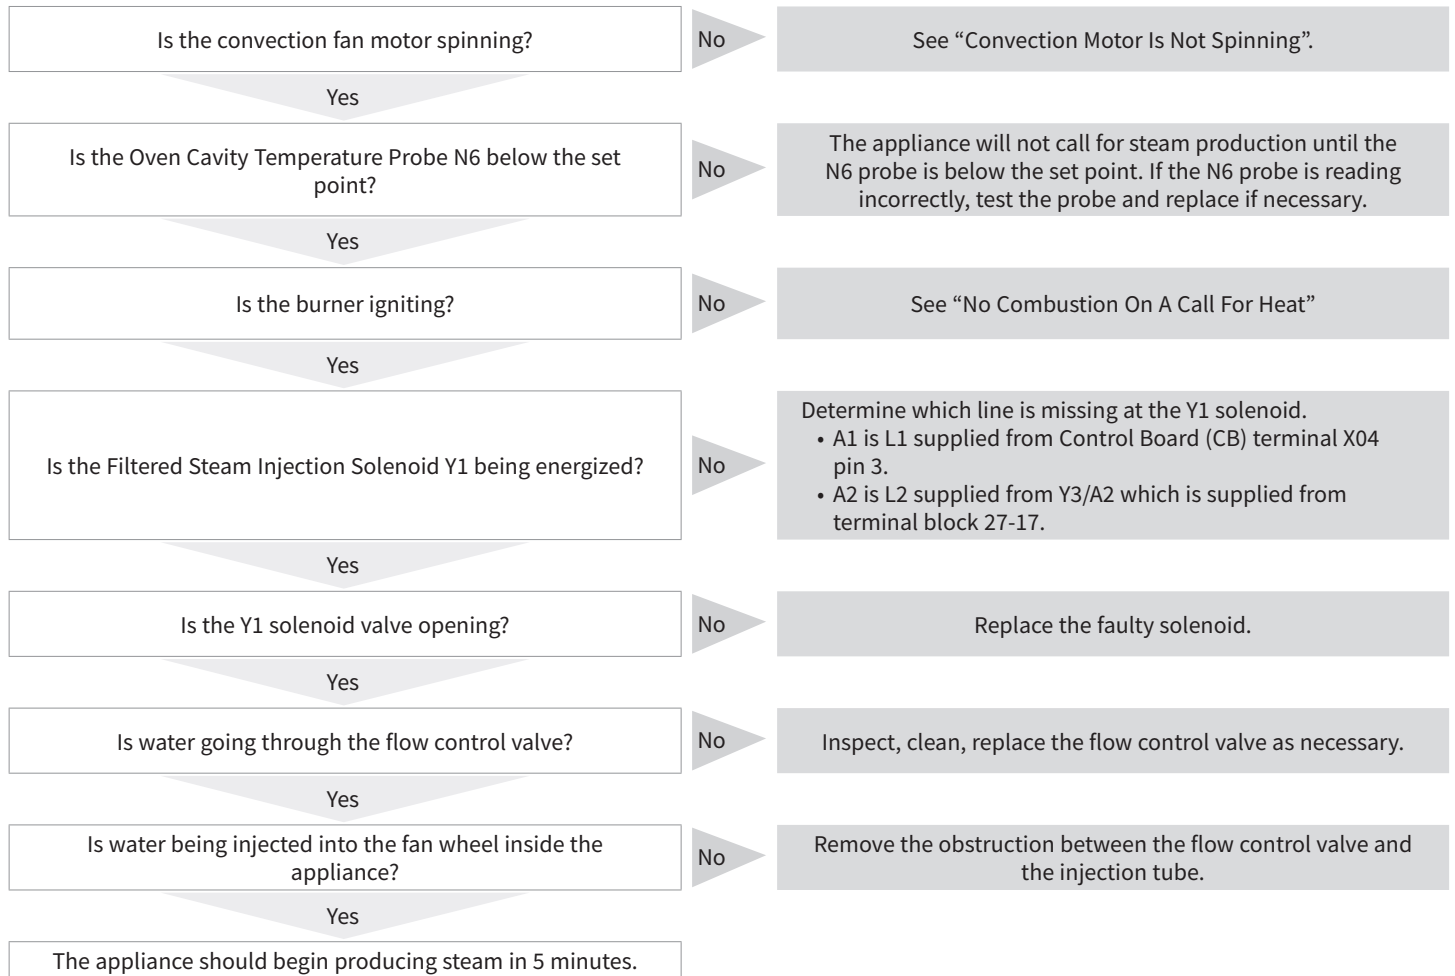 Is the convection fan motor spinning?
No
See “Convection Motor Is Not Spinning”.
Yes
Is the Oven Cavity Temperature Probe N6 below the set
point?
No
The appliance will not call for steam production until the
N6 probe is below the set point. If the N6 probe is reading
incorrectly, test the probe and replace if necessary.
Yes
Is the burner igniting?
No
See “No Combustion On A Call For Heat”
Yes
Is the Filtered Steam Injection Solenoid Y1 being energized?
No
Determine which line is missing at the Y1 solenoid.
• A1 is L1 supplied from Control Board (CB) terminal X04
pin 3.
• A2 is L2 supplied from Y3/A2 which is supplied from
terminal block 27-17.
Yes
Is the Y1 solenoid valve opening?
No
Replace the faulty solenoid.
Yes
Is water going through the flow control valve?
No
Inspect, clean, replace the flow control valve as necessary.
Yes
Is water being injected into the fan wheel inside the
appliance?
No
Remove the obstruction between the flow control valve and
the injection tube.
Yes
The appliance should begin producing steam in 5 minutes.